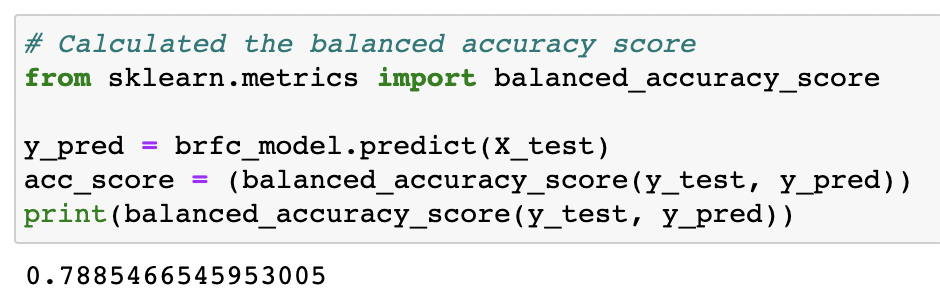 # Calculated the balanced accuracy score
from sklearn.metrics import balanced_accuracy_score
y_pred = brfc_model.predict(X_test)
acc_score = (balanced_accuracy_score(y_test, y_pred))
print(balanced_accuracy_score(y_test, y_pred))
0.7885466545953005